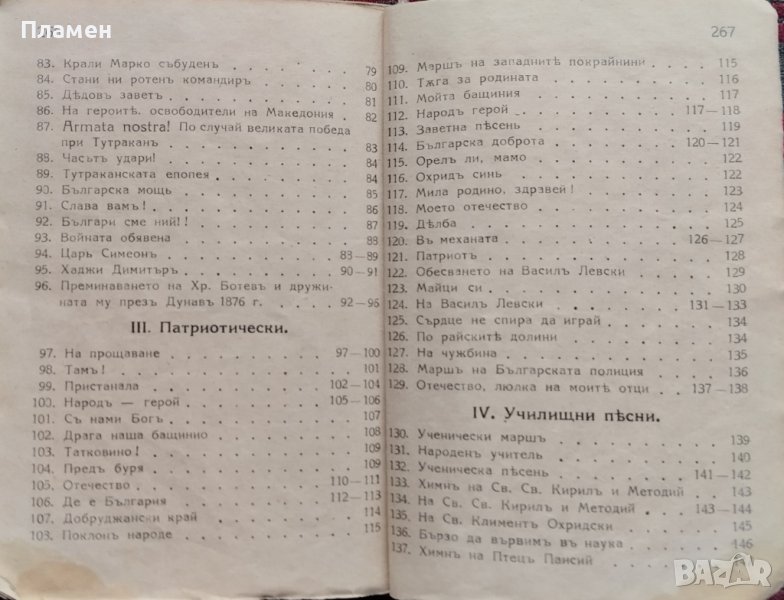 Пламен
83. Крали Марко събуденъ 79
84. Стани ни ротенъ командиръ 80
85. Дѣдовъ заветъ 81
86. На героитѣ, освободители на Македония 82
87. Armata nostra! По случай великата победа
при Тутраканъ 83
88. Часътъ удари! 84
89. Тутраканската епопея 84
90. Българска мощь 85
91. Слава вамъ! 86
92. Българи сме ний!! 87
93. Войната обявена 88
94. Царь Симеонъ 83—89
95. Хаджи Димитъръ 90—91
96. Преминаването на Хр. Ботевъ и дружи-
ната му презъ Дунавъ 1876 г. 92—96
III. Патриотически.
97. На прощаване 97—100
98. Тамъ! 101
99. Пристанала 102—104
100. Народъ — герой 105—106
101. Съ нами Богъ 107
102. Драга наша бащинио 108
103. Татковино! 109
104. Предъ буря 109
105. Отечество 110—111
106. Де е България 112—113
107. Добруджански край 114
103. Поклонъ народе 115
267
109. Маршъ на западнитѣ покрайнини 115
110. Тѫга за родината 116
111. Мойта бащиния 117
112. Народъ герой 117—118
113. Заветна пѣсень 119
114. Българска доброта 120—121
115. Орелъ ли, мамо 122
116. Охридъ синь 122
117. Мила родино, здравей! 123
118. Моето отечество 124
119. Дѣлба 125
120. Въ механата 126—127
121. Патриотъ 128
122. Обесването на Василъ Левски 129
123. Майци си 130
124. На Василъ Левски 131—133
125. Сърдце не спира да играй 134
126. По райскитѣ долини 134
127. На чужбина 135
128. Маршъ на Българската полиция 136
129. Отечество, люлка на моитѣ отци 137—138
IV. Училищни пѣсни.
130. Ученически маршъ 139
131. Народенъ учитель 140
132. Ученическа пѣсень 141—142
133. Химнъ на Св. Св. Кирилъ и Методий 143
134. На Св. Св. Кирилъ и Методий 143—144
135. На Св. Климентъ Охридски 145
136. Бързо да вървимъ въ наука 146
137. Химнъ на Птецъ Паисий
BAZAR